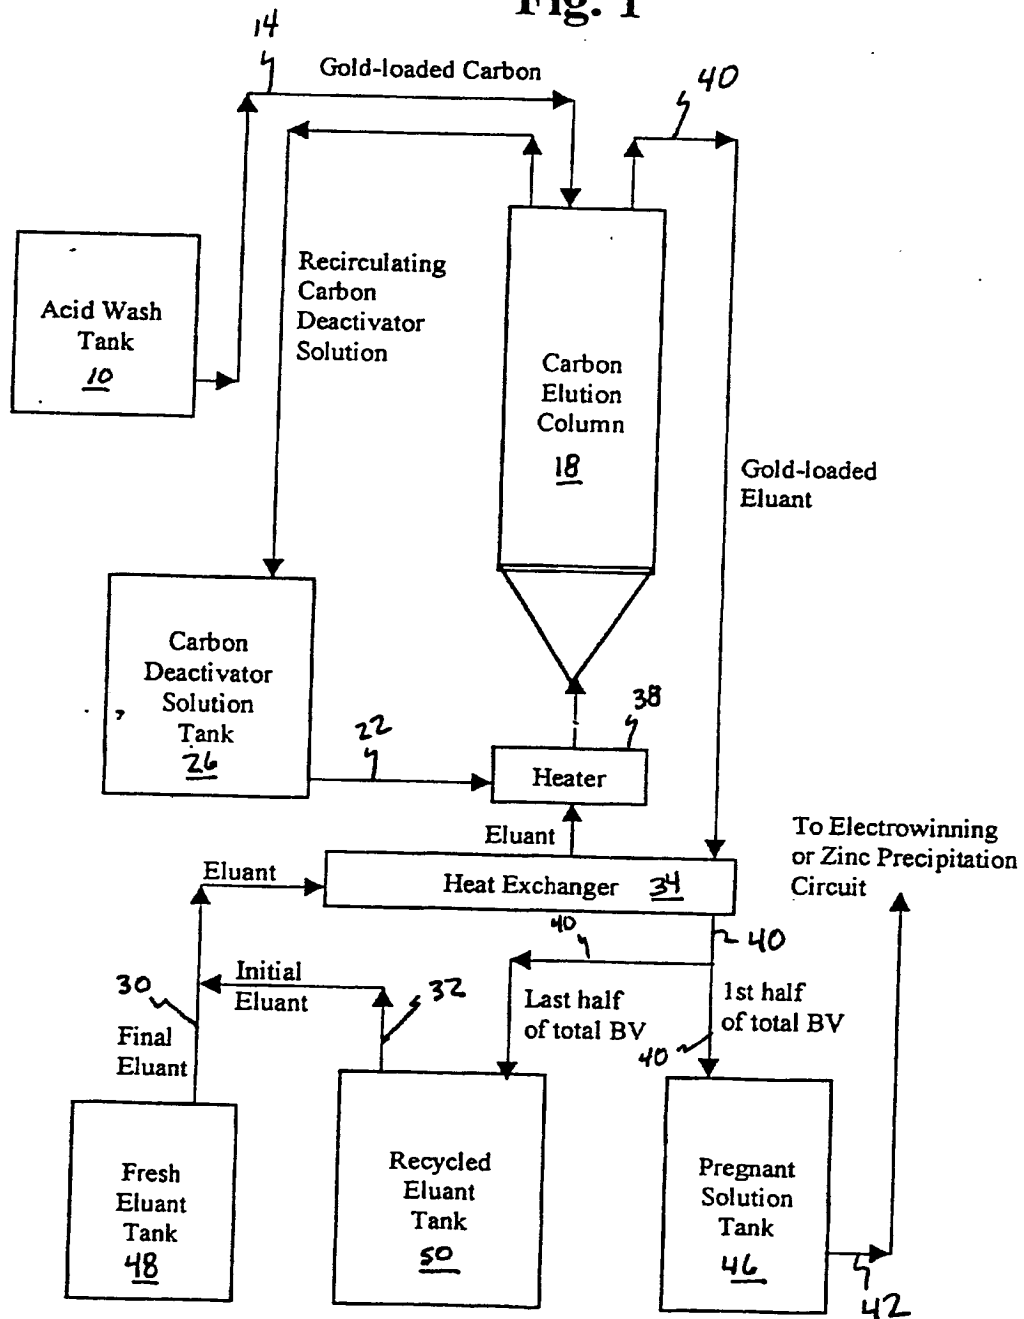 Fig. 1
14
Gold-loaded Carbon
40
Recirculating
Carbon
Deactivator
Solution
Acid Wash
Tank
10
Carbon
Elution
Column
18
Gold-loaded
Eluant
Carbon
Deactivator
Solution
Tank
26
22
38
Heater
Eluant
To Electrowinning
or Zinc Precipitation
Circuit
Eluant
Heat Exchanger 34
40
40
30
Initial
Eluant
32
Last half
of total BV
1st half
of total BV
40
Final
Eluant
Fresh
Eluant
Tank
48
Recycled
Eluant
Tank
50
Pregnant
Solution
Tank
46
42